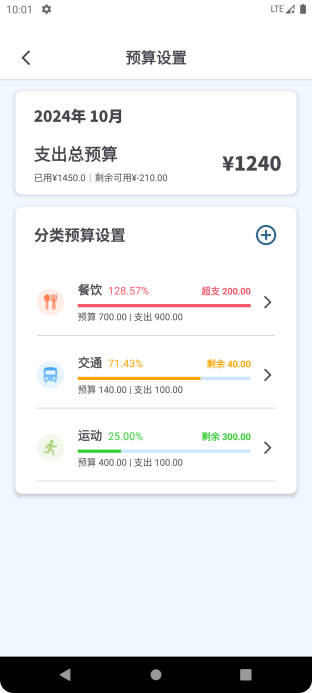 10:01 LTE
预算设置
2024年 10月
支出总预算
¥1240
已用¥1450.0｜剩余可用¥-210.00
分类预算设置
餐饮 128.57% 超支 200.00
预算 700.00 | 支出 900.00
交通 71.43% 剩余 40.00
预算 140.00 | 支出 100.00
运动 25.00% 剩余 300.00
预算 400.00 | 支出 100.00